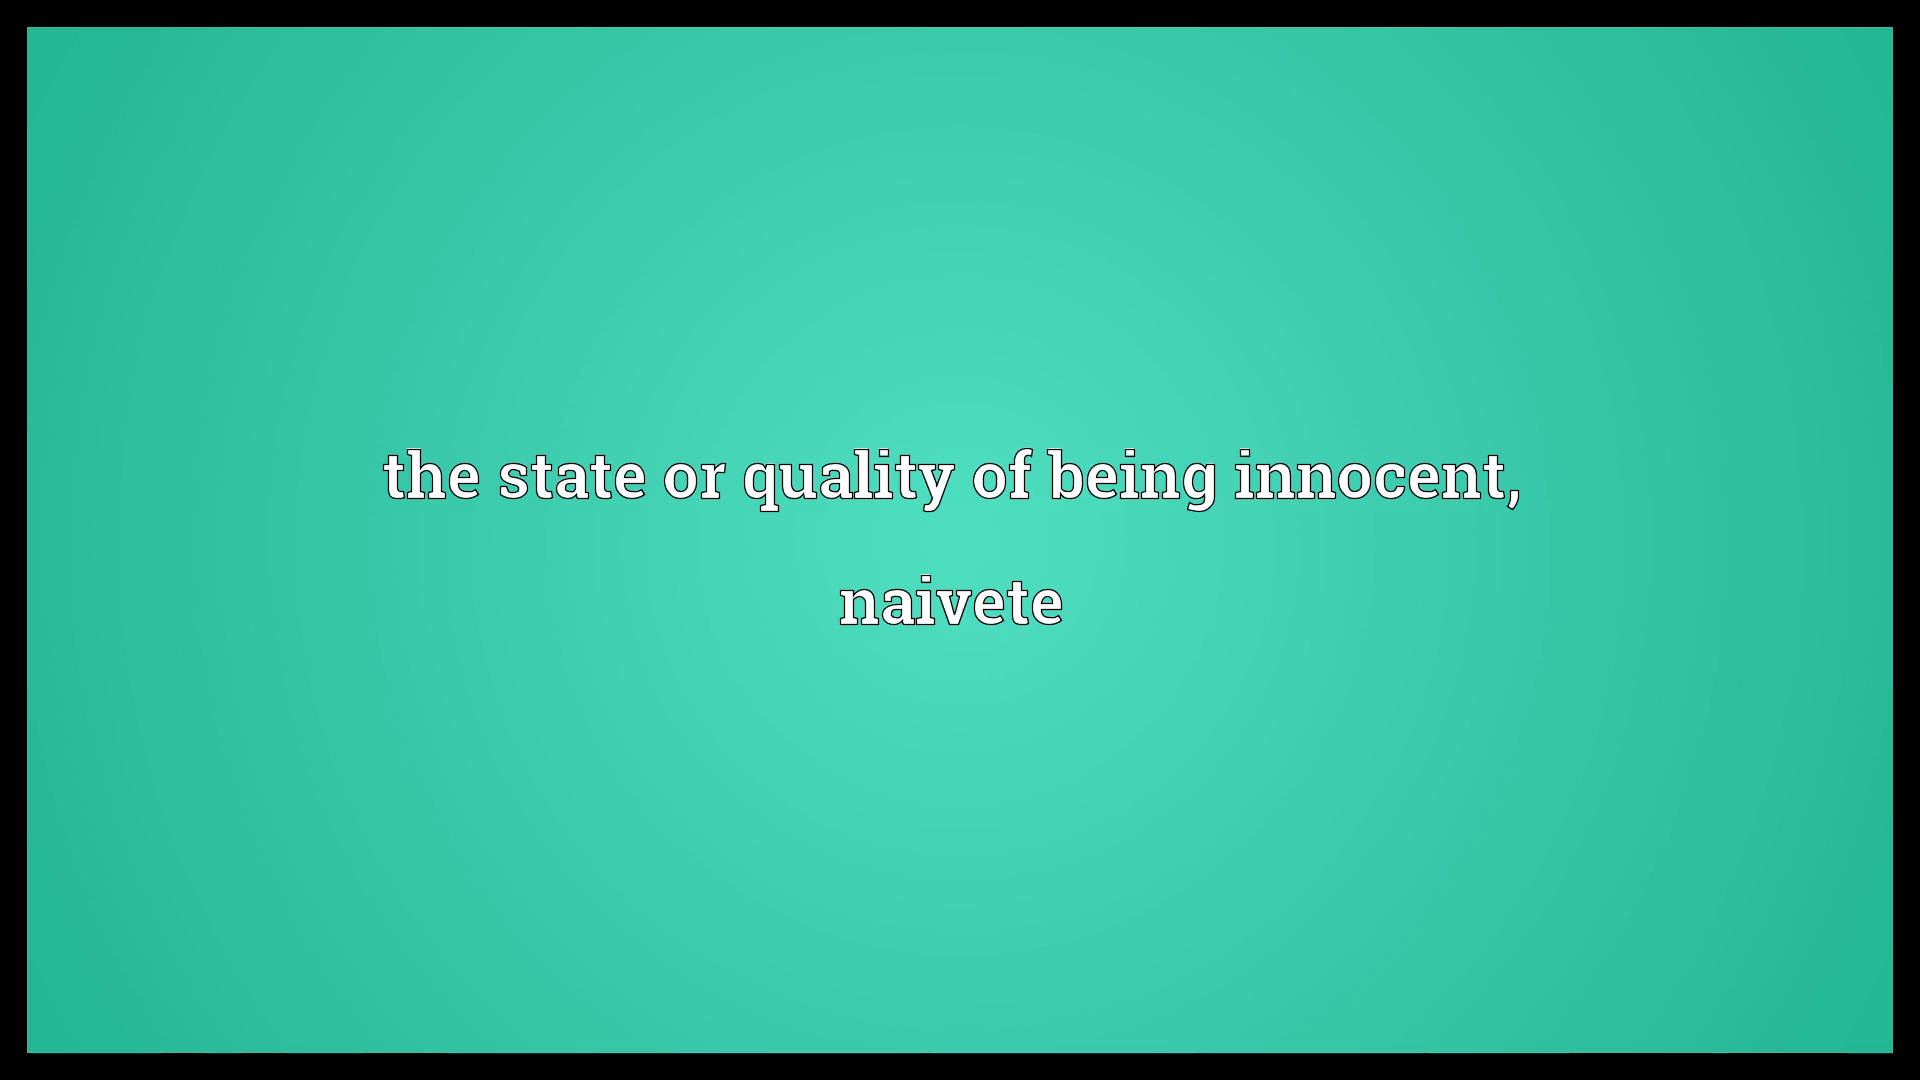 the state or quality of being innocent,
naivete